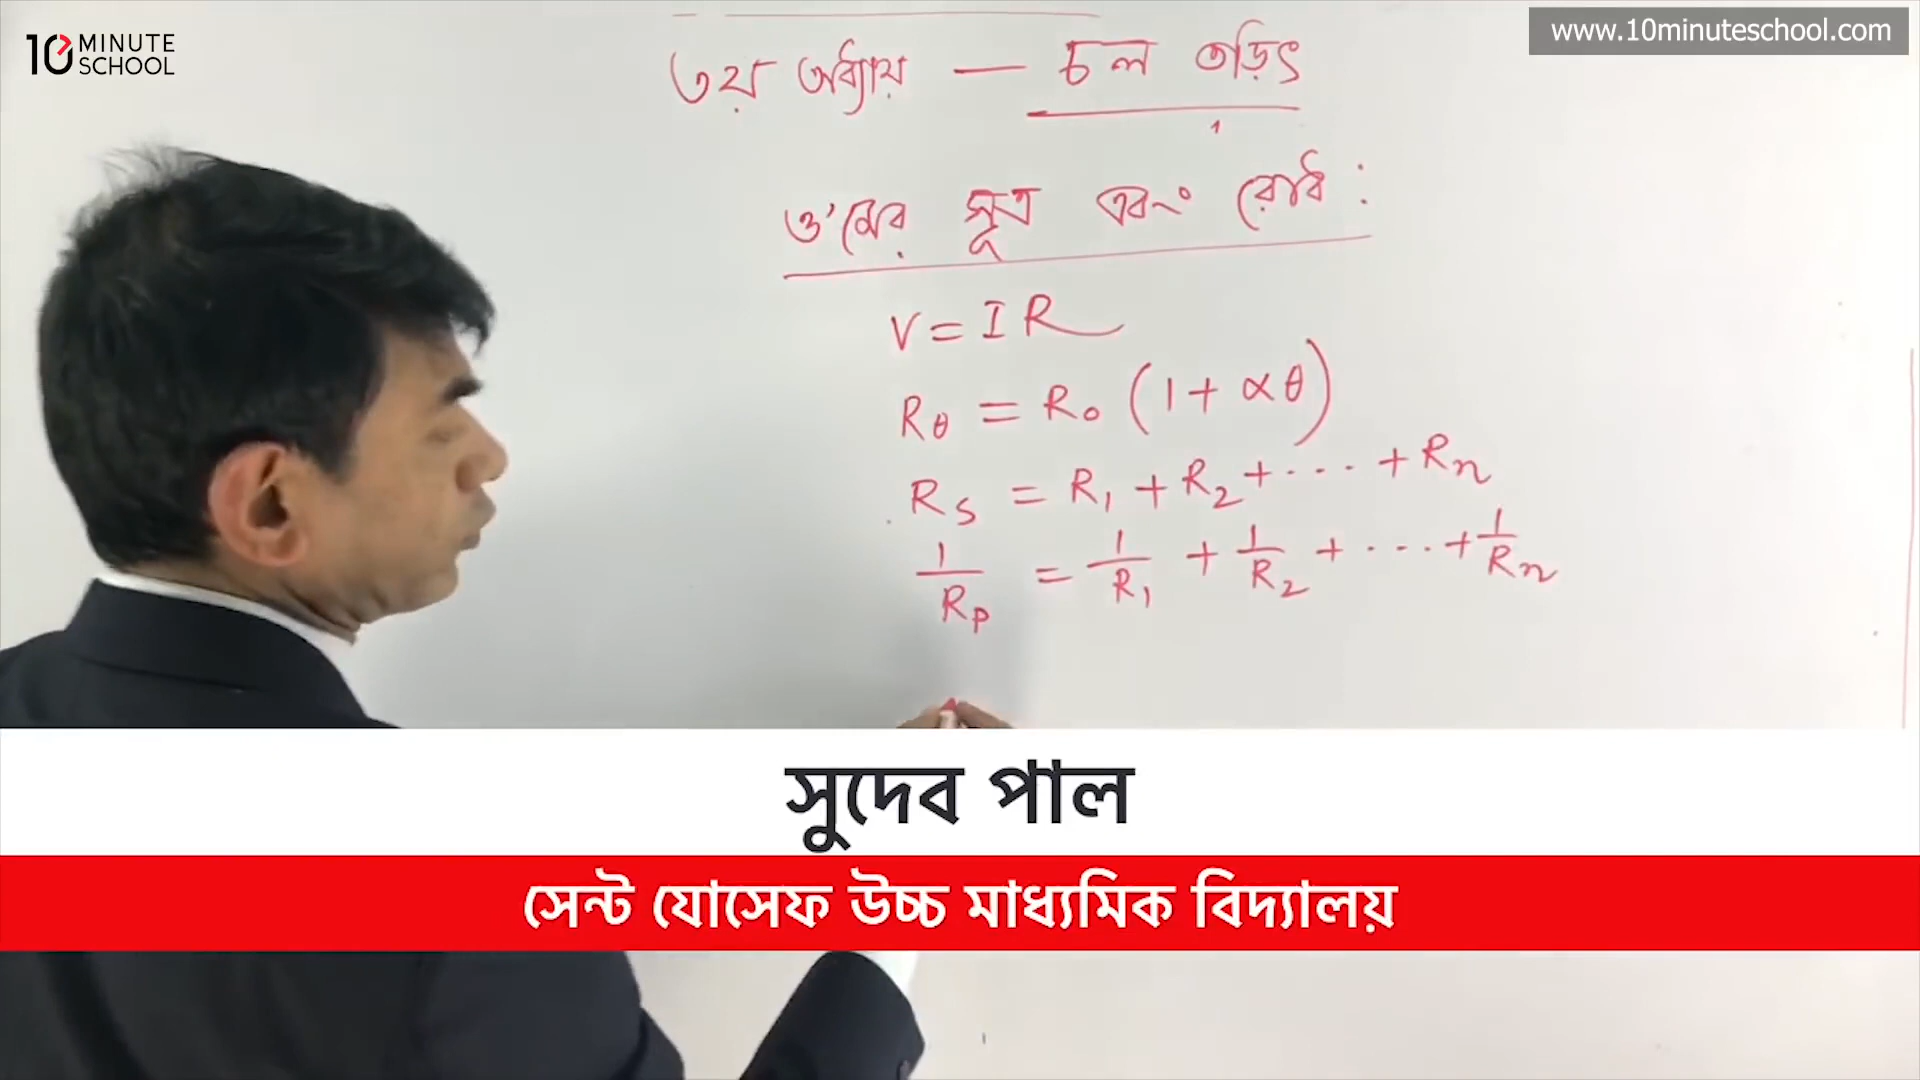 10 MINUTE SCHOOL
www.10minuteschool.com
৩য় অধ্যায় — চল তড়িৎ
ও'মের সূত্র এবং রোধ :
V = IR
Rθ = R₀ (1 + αθ)
Rs = R₁ + R₂ + ... + Rn
1/Rp = 1/R₁ + 1/R₂ + ... + 1/Rn
সুদেব পাল
সেন্ট যোসেফ উচ্চ মাধ্যমিক বিদ্যালয়